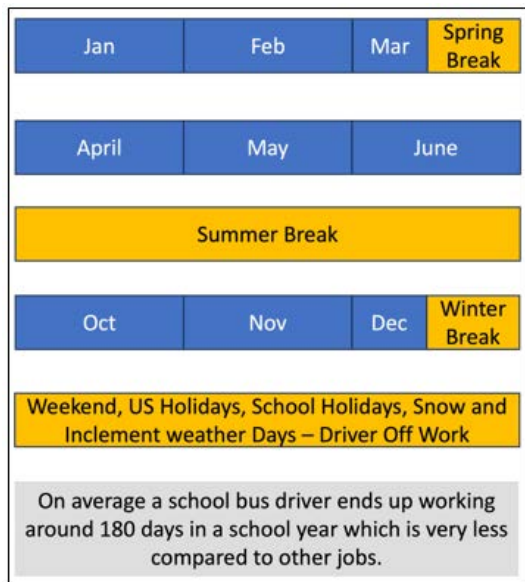 Jan Feb Mar Spring
Break
April May June
Summer Break
Oct Nov Dec Winter
Break
Weekend, US Holidays, School Holidays, Snow and
Inclement weather Days – Driver Off Work
On average a school bus driver ends up working
around 180 days in a school year which is very less
compared to other jobs.